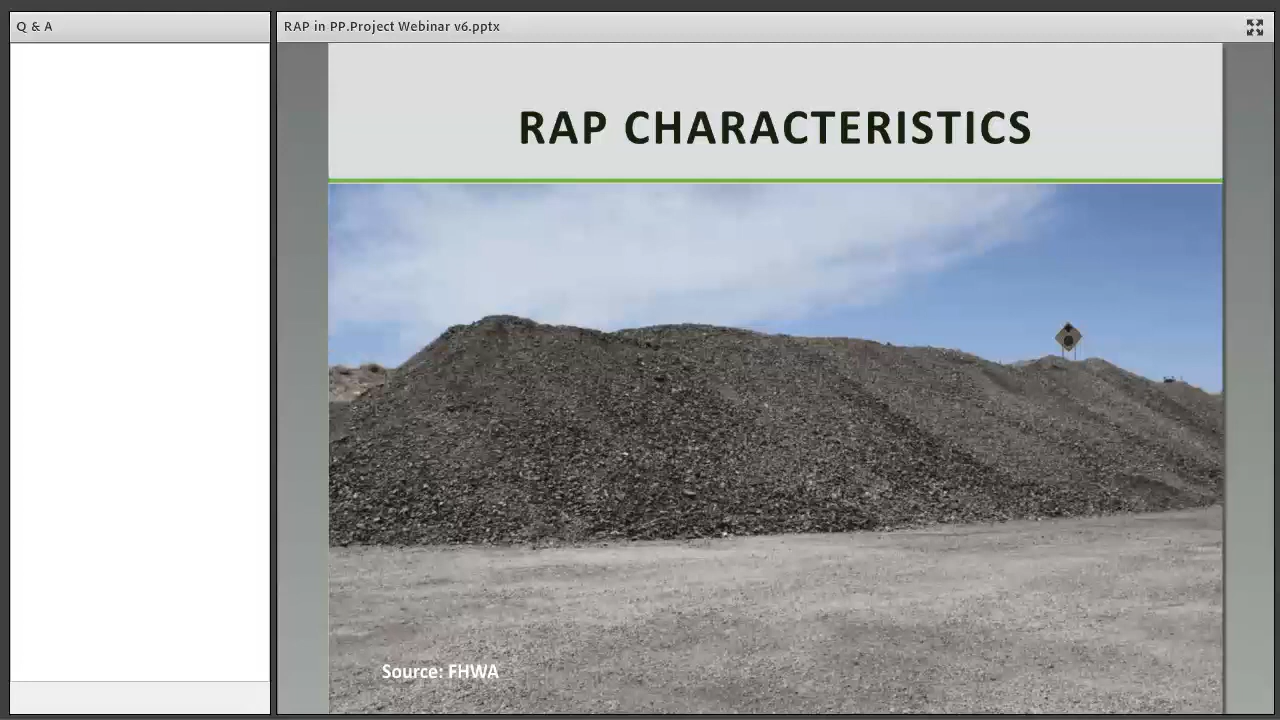 Q & A
RAP in PP.Project Webinar v6.pptx
RAP CHARACTERISTICS
Source: FHWA